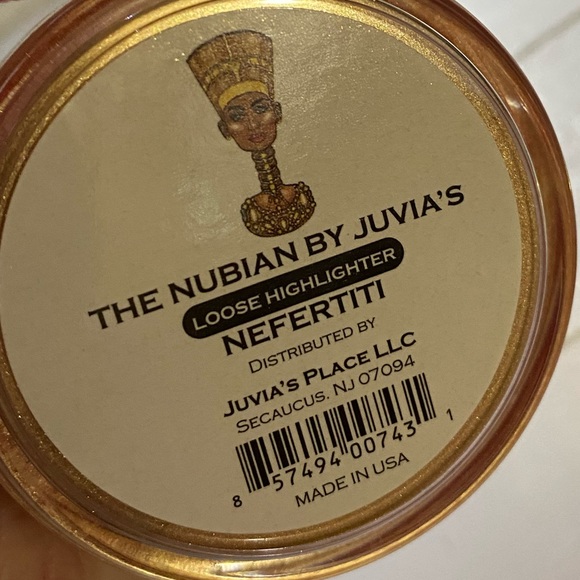 THE NUBIAN BY JUVIA'S
LOOSE HIGHLIGHTER
NEFERTITI
DISTRIBUTED BY
JUVIA'S PLACE LLC
SECAUCUS, NJ 07094
8 57494 00743 1
MADE IN USA